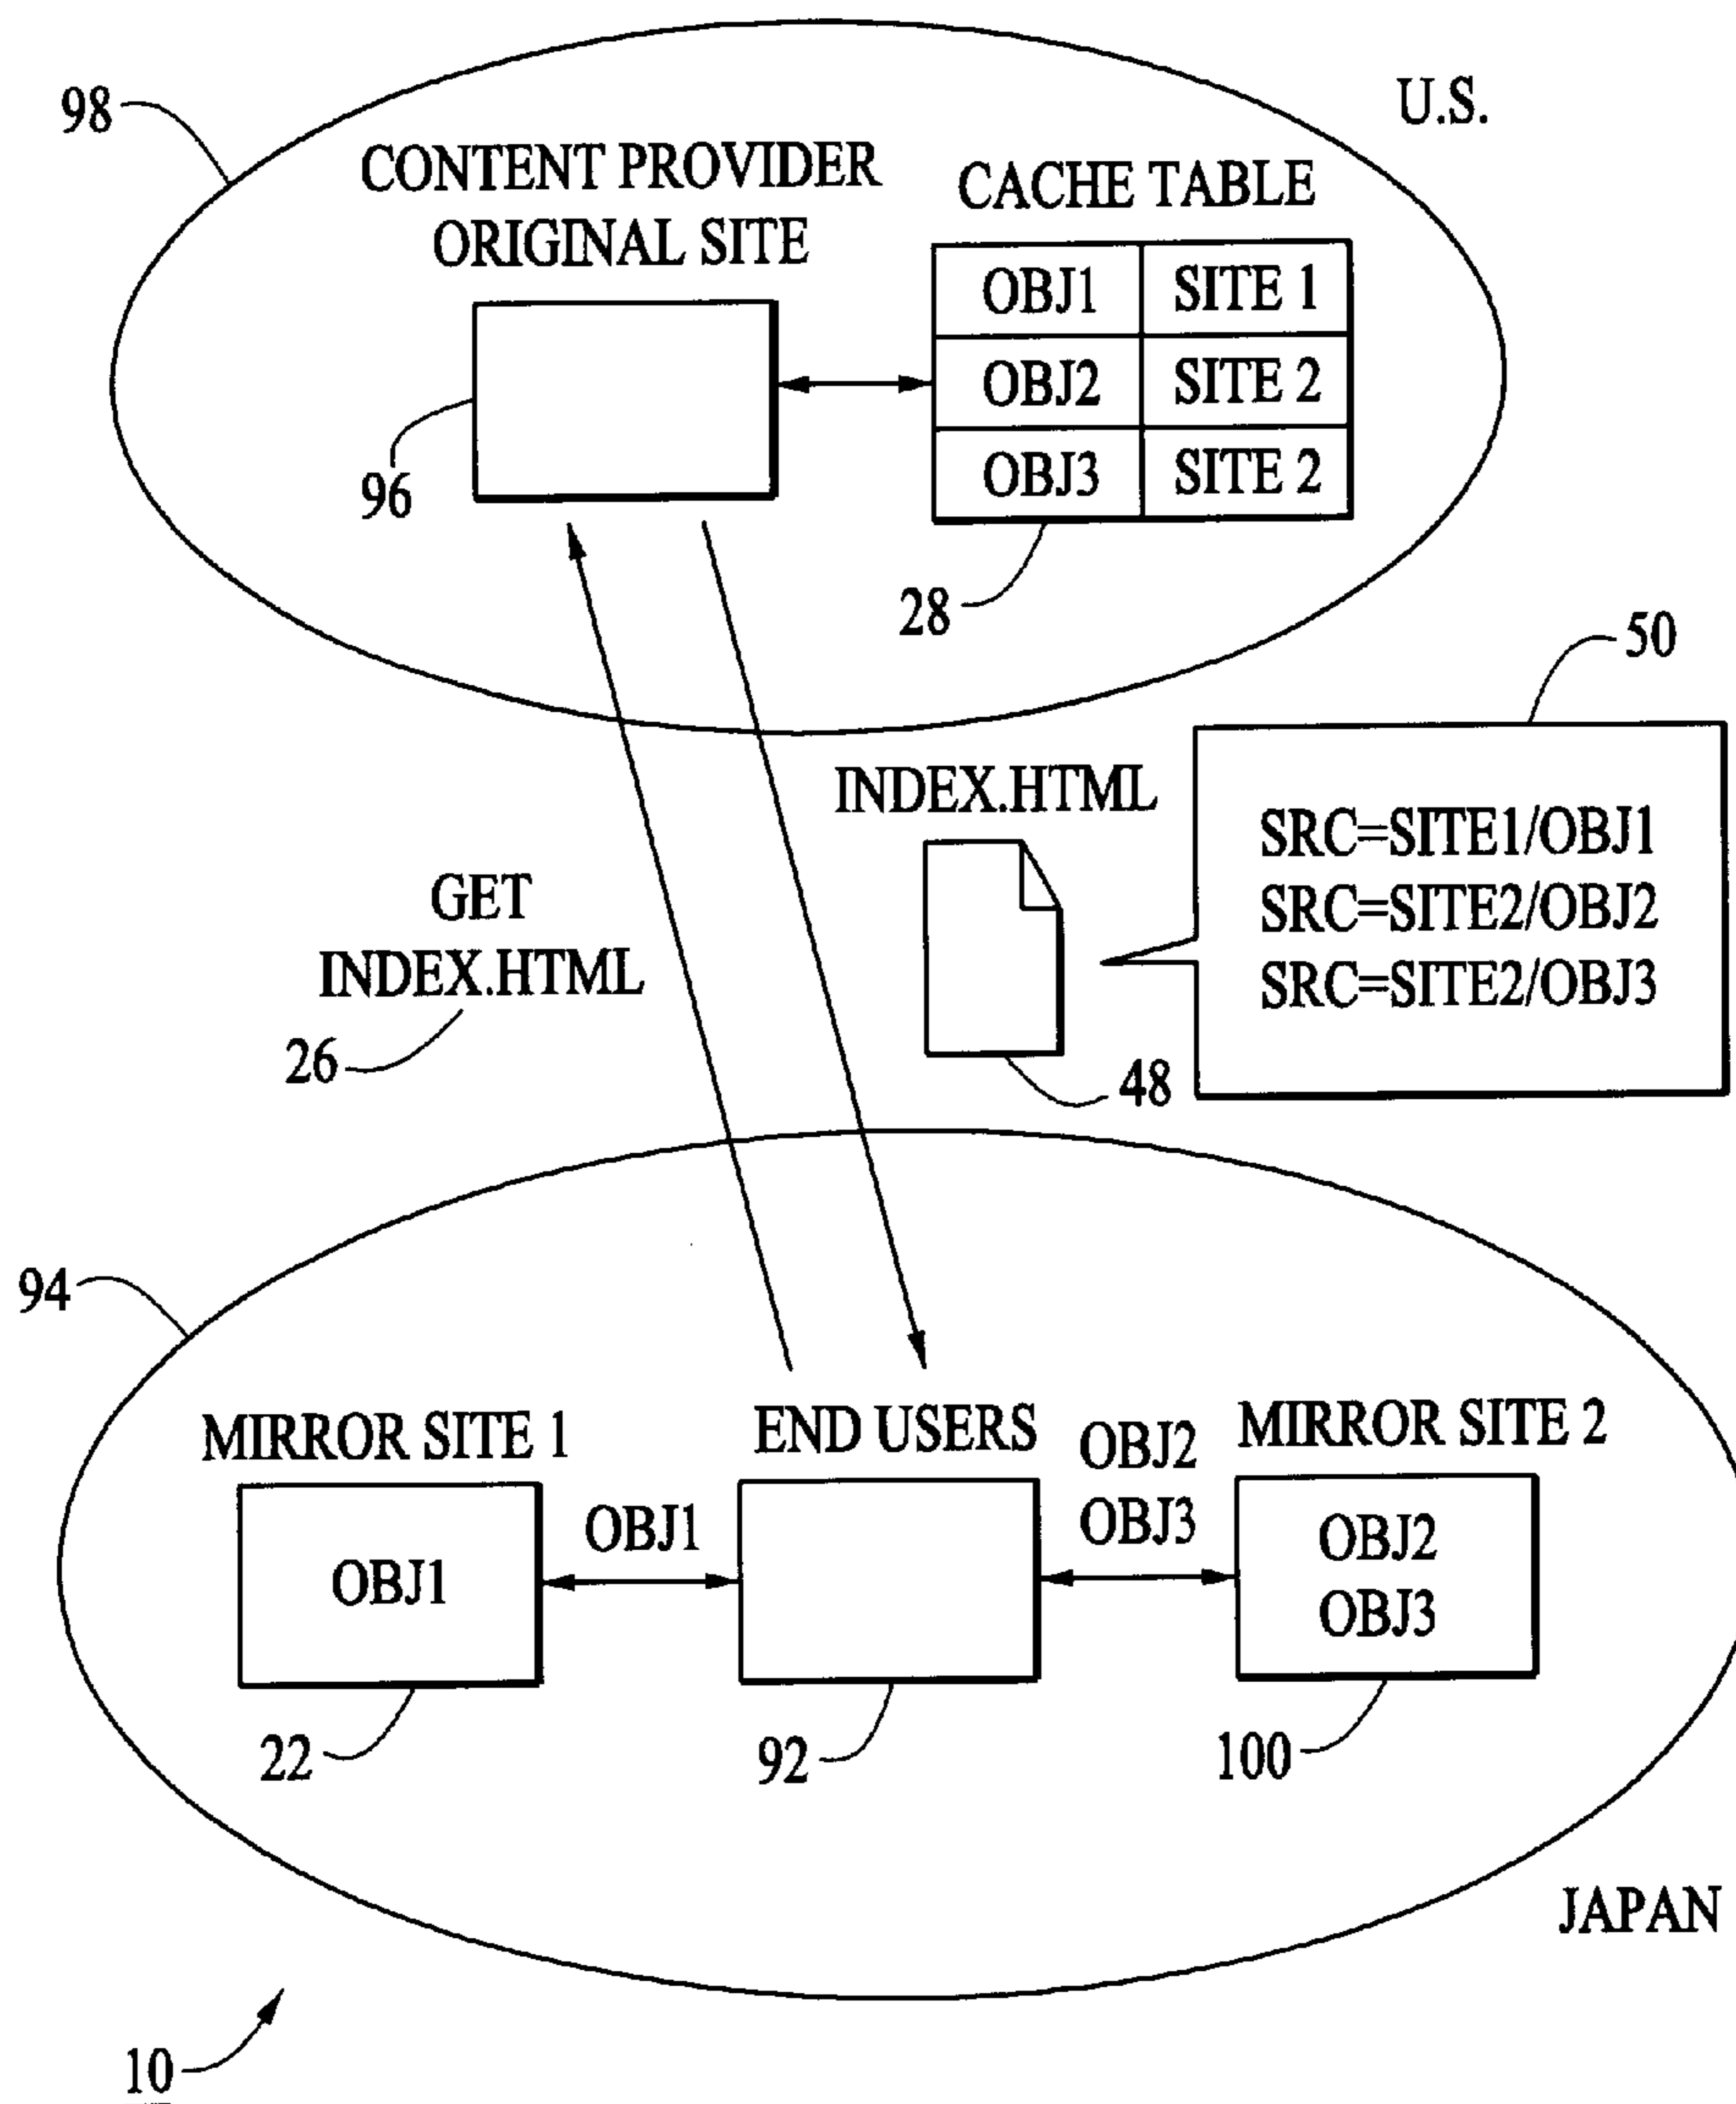 98
U.S.
CONTENT PROVIDER
ORIGINAL SITE
CACHE TABLE
OBJ1 SITE 1
OBJ2 SITE 2
OBJ3 SITE 2
96
28
50
INDEX.HTML
SRC=SITE1/OBJ1
SRC=SITE2/OBJ2
SRC=SITE2/OBJ3
GET
INDEX.HTML
26
48
94
MIRROR SITE 1
END USERS
OBJ2
OBJ3
MIRROR SITE 2
OBJ1
OBJ1
OBJ2
OBJ3
22
92
100
JAPAN
10